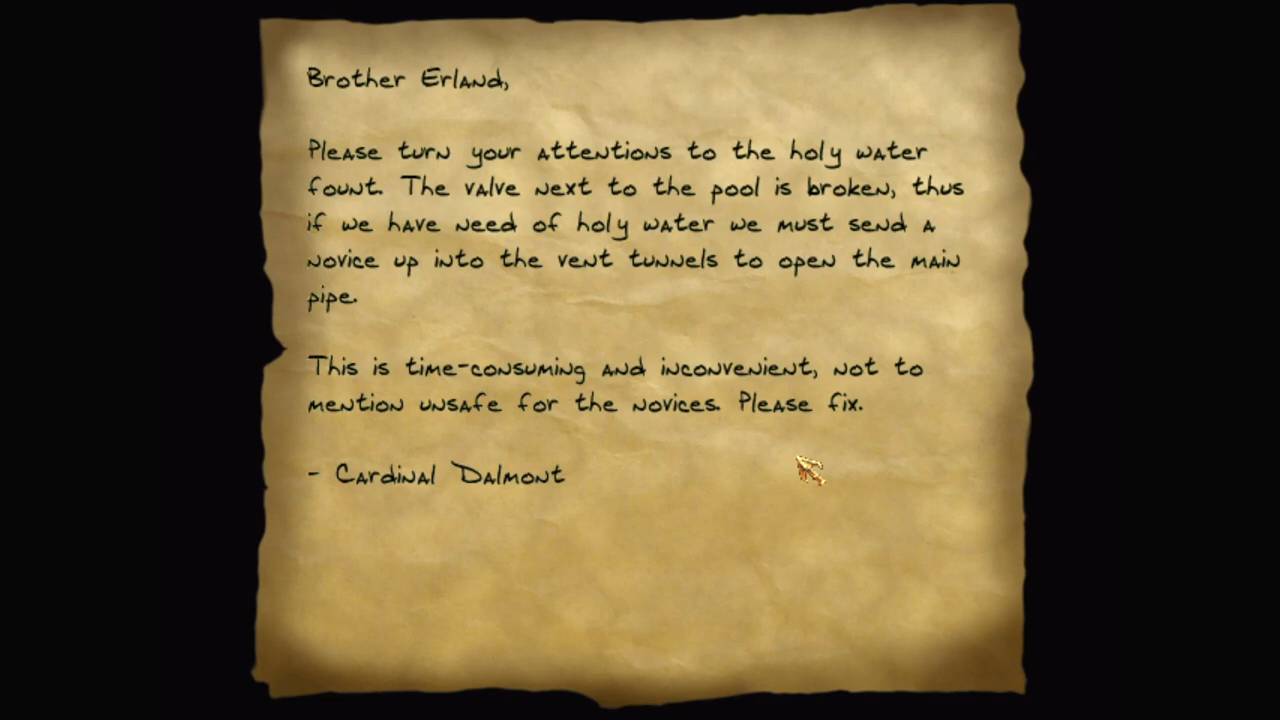 Brother Erland,
Please turn your attentions to the holy water
fount. The valve next to the pool is broken, thus
if we have need of holy water we must send a
novice up into the vent tunnels to open the main
pipe.
This is time-consuming and inconvenient, not to
mention unsafe for the novices. Please fix.
- Cardinal Dalmont